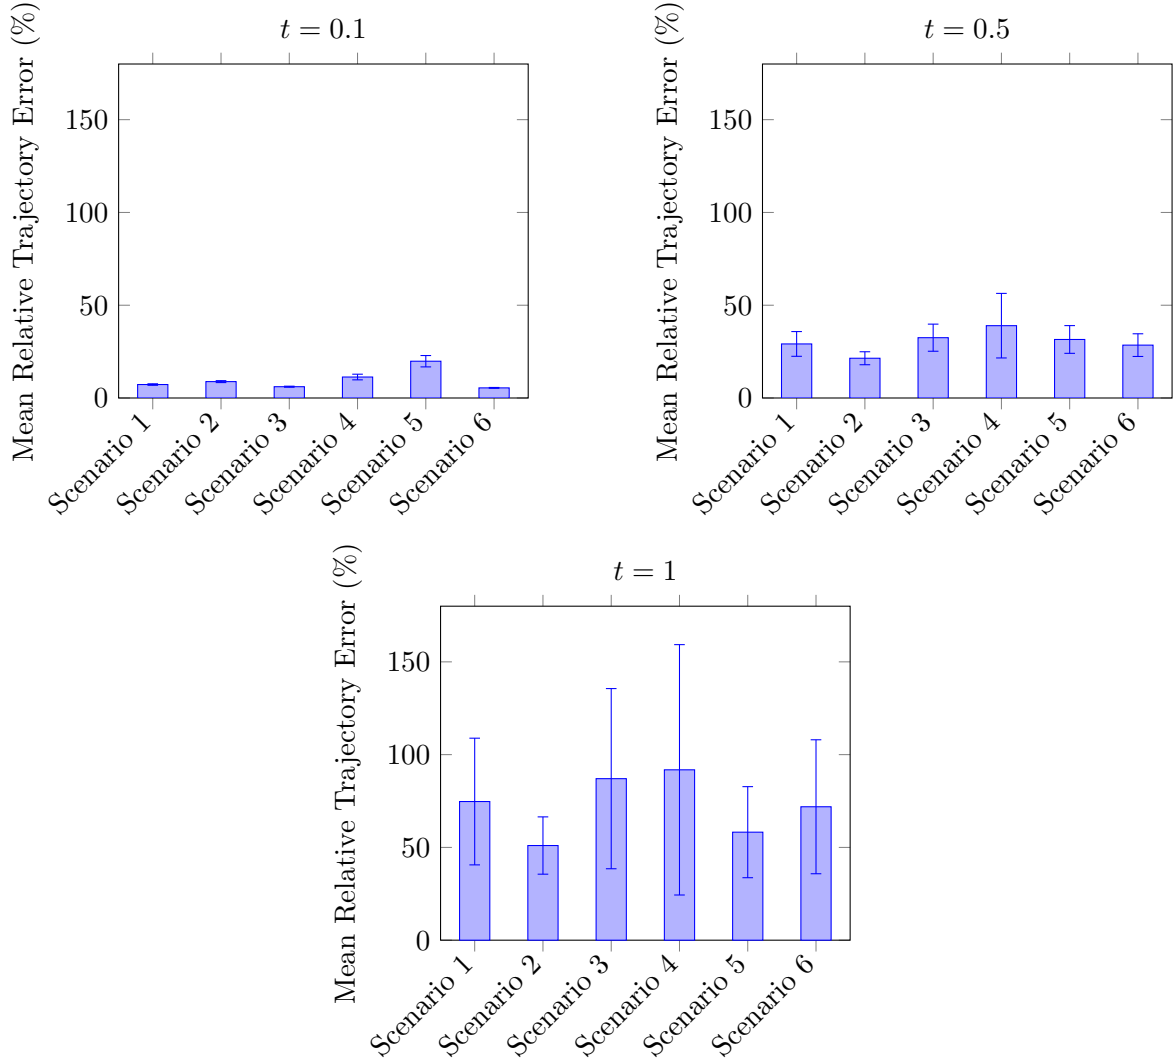 t = 0.1
Mean Relative Trajectory Error (%)
150
100
50
0
Scenario 1
Scenario 2
Scenario 3
Scenario 4
Scenario 5
Scenario 6
t = 0.5
Mean Relative Trajectory Error (%)
150
100
50
0
Scenario 1
Scenario 2
Scenario 3
Scenario 4
Scenario 5
Scenario 6
t = 1
Mean Relative Trajectory Error (%)
150
100
50
0
Scenario 1
Scenario 2
Scenario 3
Scenario 4
Scenario 5
Scenario 6